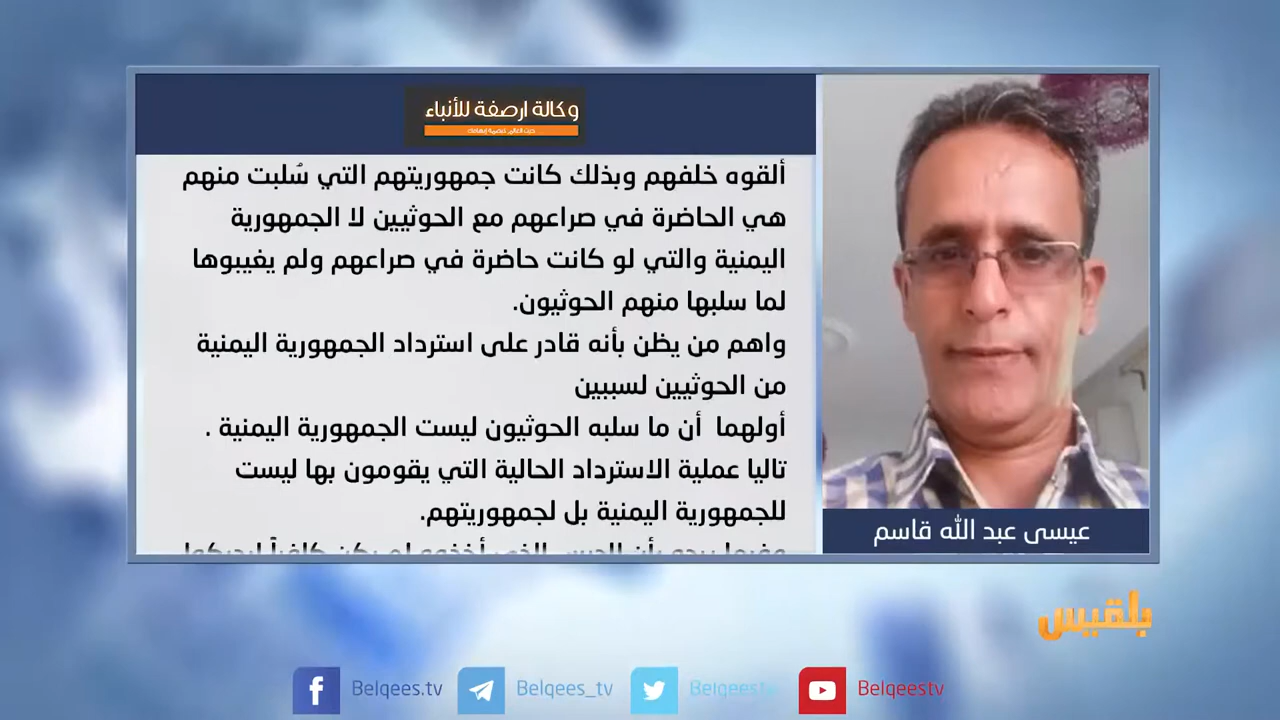 وكالة ارصفة للأنباء
ألقوه خلفهم وبذلك كانت جمهوريتهم التي سُلبت منهم
هي الحاضرة في صراعهم مع الحوثيين لا الجمهورية
اليمنية والتي لو كانت حاضرة في صراعهم ولم يغيبوها
لما سلبها منهم الحوثيون.
واهم من يظن بأنه قادر على استرداد الجمهورية اليمنية
من الحوثيين لسببين
أولهما أن ما سلبه الحوثيون ليست الجمهورية اليمنية .
تاليا عملية الاسترداد الحالية التي يقومون بها ليست
للجمهورية اليمنية بل لجمهوريتهم.
عيسى عبد الله قاسم
بلقيس
Belqees.tv
Belqees_tv
Belqeestv
Belqeestv